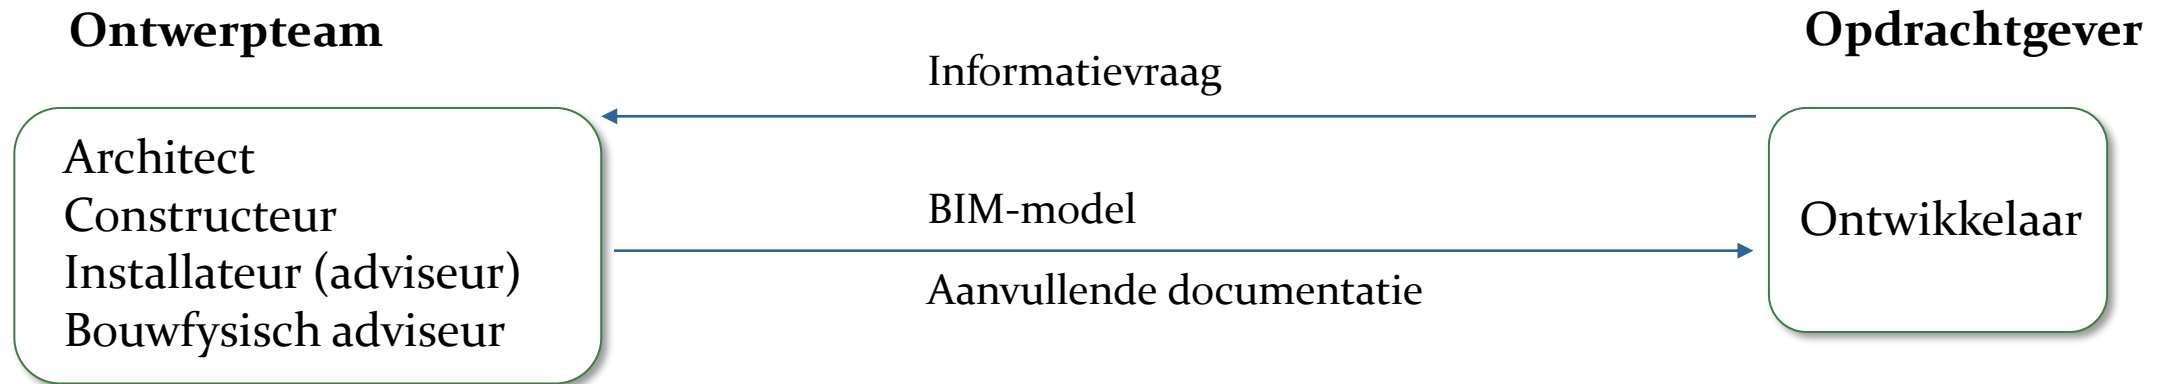 Ontwerpteam
Opdrachtgever
Informatievraag
Architect
Constructeur
Installateur (adviseur)
Bouwfysisch adviseur
BIM-model
Aanvullende documentatie
Ontwikkelaar